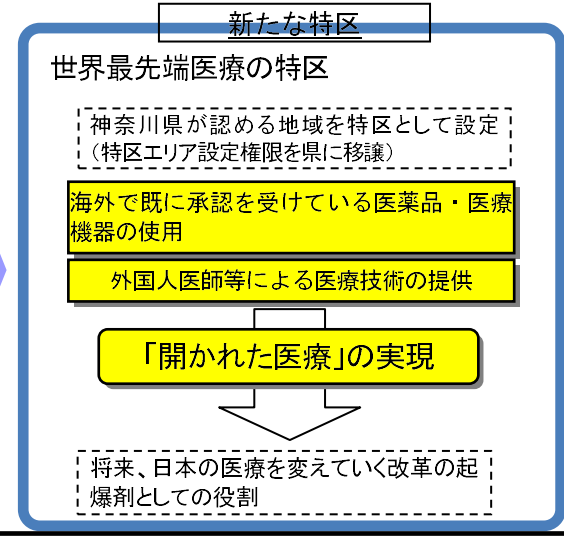 新たな特区
世界最先端医療の特区
神奈川県が認める地域を特区として設定
（特区エリア設定権限を県に移譲）
海外で既に承認を受けている医薬品・医療
機器の使用
外国人医師等による医療技術の提供
「開かれた医療」の実現
将来、日本の医療を変えていく改革の起
爆剤としての役割